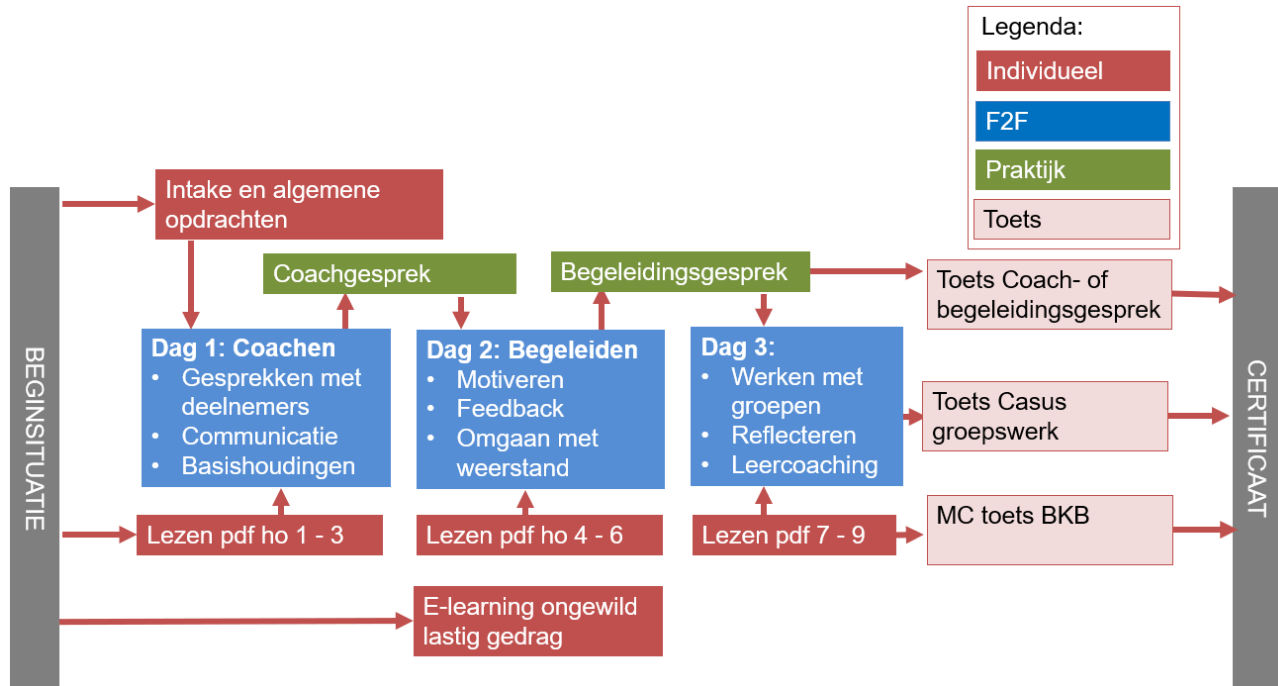 Legenda:
Individueel
F2F
Praktijk
Toets
BEGINSITUATIE
Intake en algemene
opdrachten
Coachgesprek
Begeleidingsgesprek
Dag 1: Coachen
• Gesprekken met
deelnemers
• Communicatie
• Basishoudingen
Dag 2: Begeleiden
• Motiveren
• Feedback
• Omgaan met
weerstand
Dag 3:
• Werken met
groepen
• Reflecteren
• Leercoaching
Toets Coach- of
begeleidingsgesprek
Toets Casus
groepswerk
MC toets BKB
Lezen pdf ho 1 - 3
Lezen pdf ho 4 - 6
Lezen pdf 7 - 9
E-learning ongewild
lastig gedrag
CERTIFICAAT